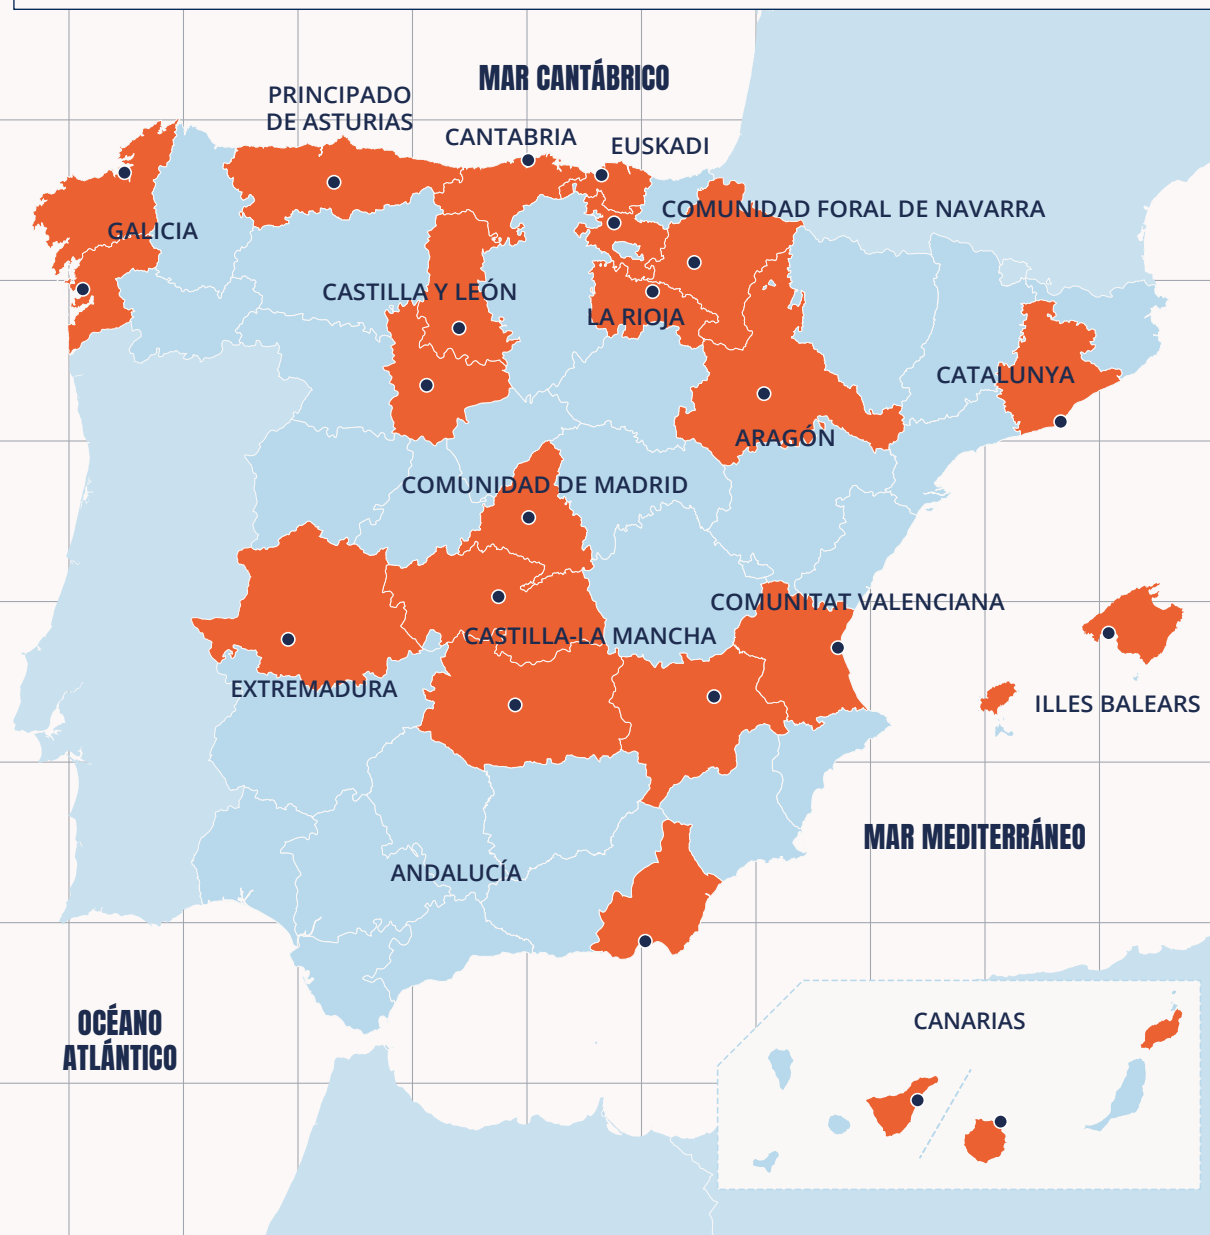 MAR CANTÁBRICO
PRINCIPADO
DE ASTURIAS
CANTABRIA
EUSKADI
COMUNIDAD FORAL DE NAVARRA
GALICIA
CASTILLA Y LEÓN
LA RIOJA
CATALUNYA
ARAGÓN
COMUNIDAD DE MADRID
COMUNITAT VALENCIANA
CASTILLA-LA MANCHA
EXTREMADURA
ILLES BALEARS
MAR MEDITERRÁNEO
ANDALUCÍA
OCÉANO
ATLÁNTICO
CANARIAS